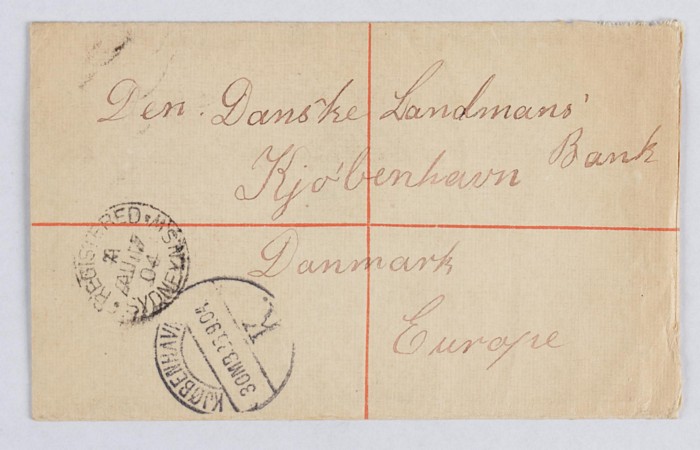 Den Danske Landmans'
Bank
Kjøbenhavn
Danmark
Europe
REGISTERED
SYDNEY N.S.W
04
KJØBENHAVN
K.